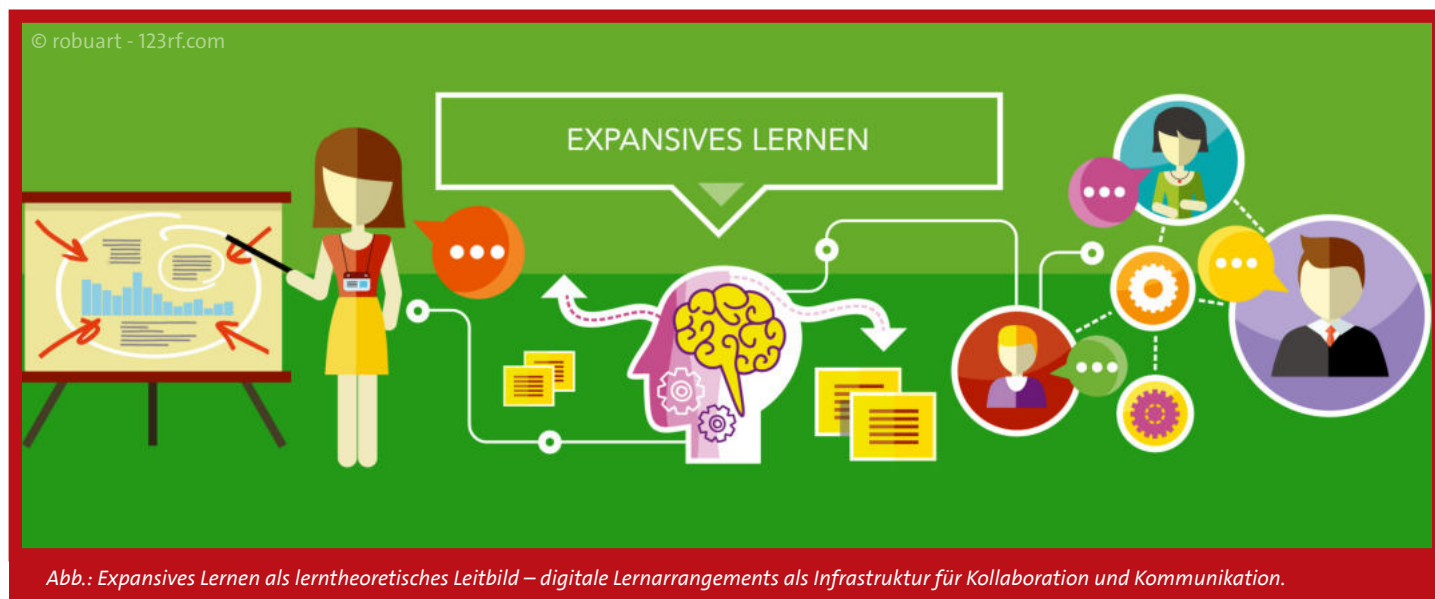 © robuart - 123rf.com
EXPANSIVES LERNEN
Abb.: Expansives Lernen als lerntheoretisches Leitbild – digitale Lernarrangements als Infrastruktur für Kollaboration und Kommunikation.